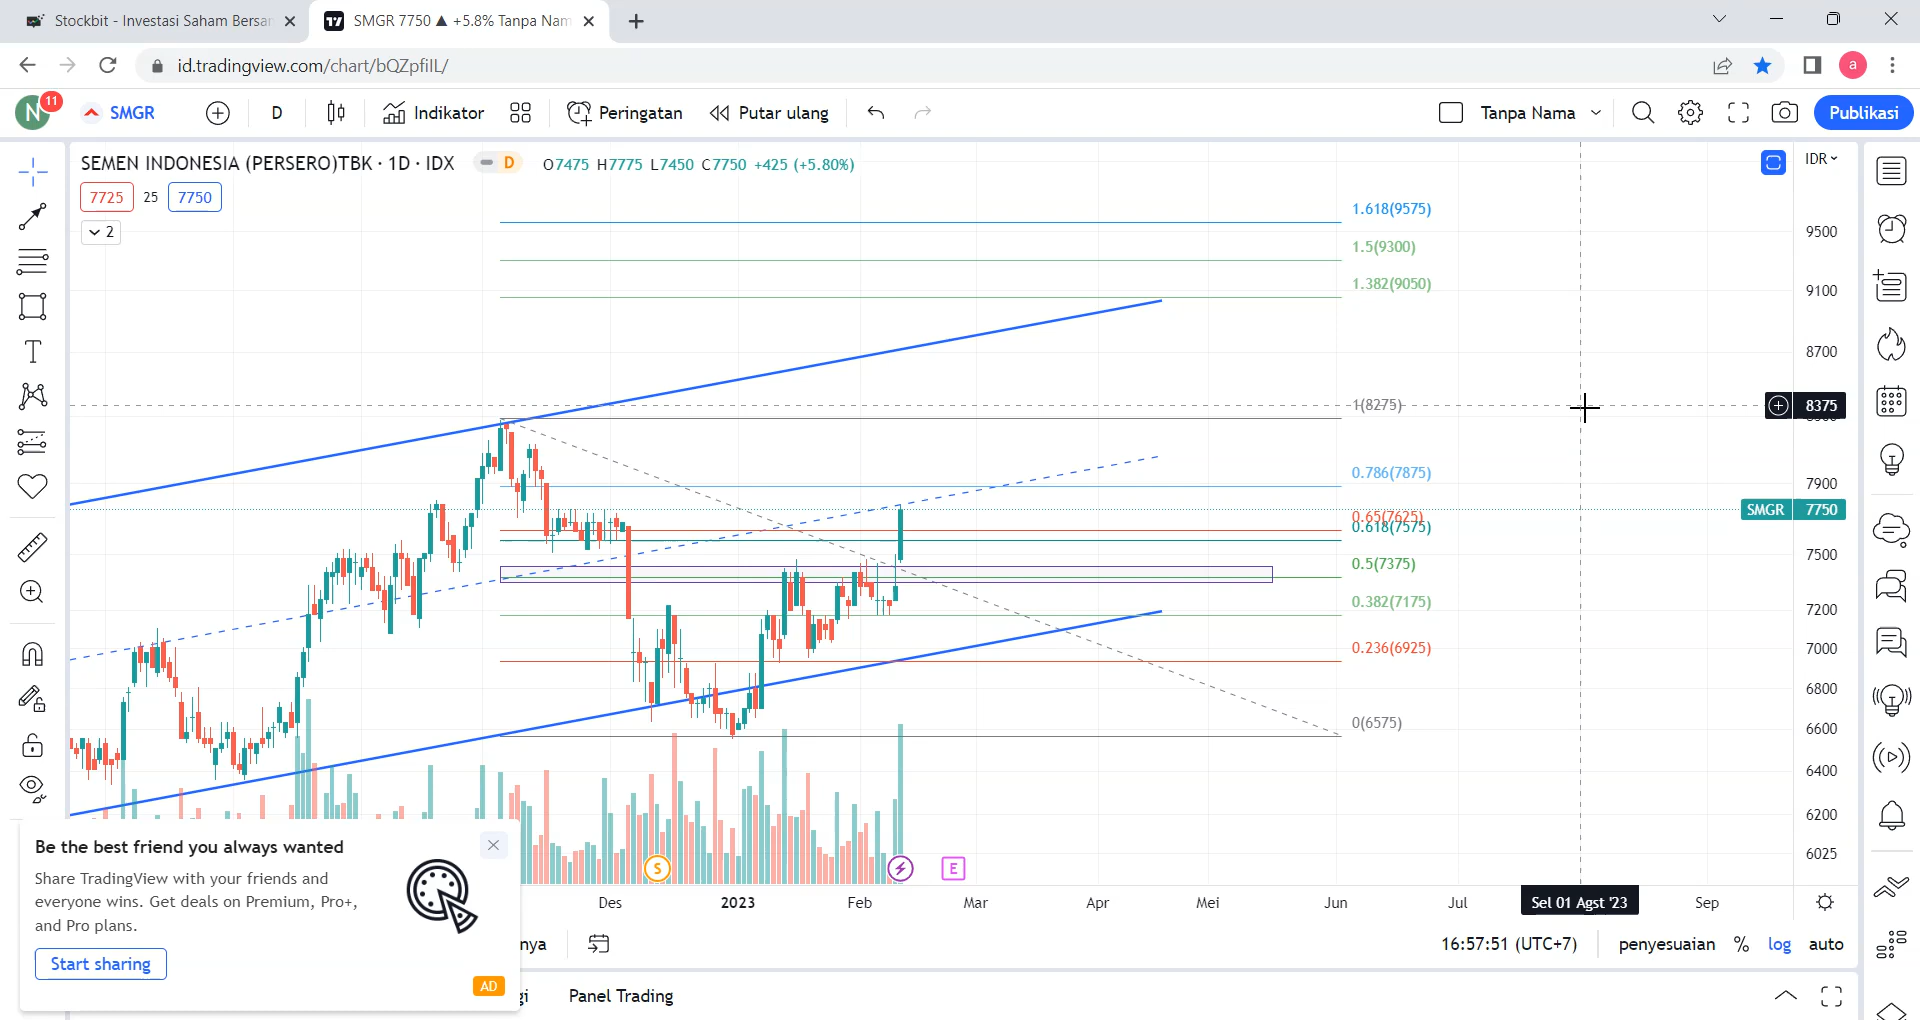 Stockbit - Investasi Saham Bersar
SMGR 7750 ▲ +5.8% Tanpa Nam
id.tradingview.com/chart/bQZpfiIL/
a
N
11
SMGR
D
Indikator
Peringatan
Putar ulang
Tanpa Nama
Publikasi
SEMEN INDONESIA (PERSERO)TBK · 1D · IDX
D
O7475 H7775 L7450 C7750 +425 (+5.80%)
IDR
7725
25
7750
2
1.618(9575)
1.5(9300)
1.382(9050)
1(8275)
0.786(7875)
0.65(7625)
0.618(7575)
0.5(7375)
0.382(7175)
0.236(6925)
0(6575)
9500
9100
8700
8375
7900
SMGR 7750
7500
7200
7000
6800
6600
6400
6200
6025
S
E
Des
2023
Feb
Mar
Apr
Mei
Jun
Jul
Sel 01 Agst '23
Sep
Be the best friend you always wanted
Share TradingView with your friends and
everyone wins. Get deals on Premium, Pro+,
and Pro plans.
Start sharing
AD
nya
16:57:51 (UTC+7)
penyesuaian
%
log
auto
gi
Panel Trading